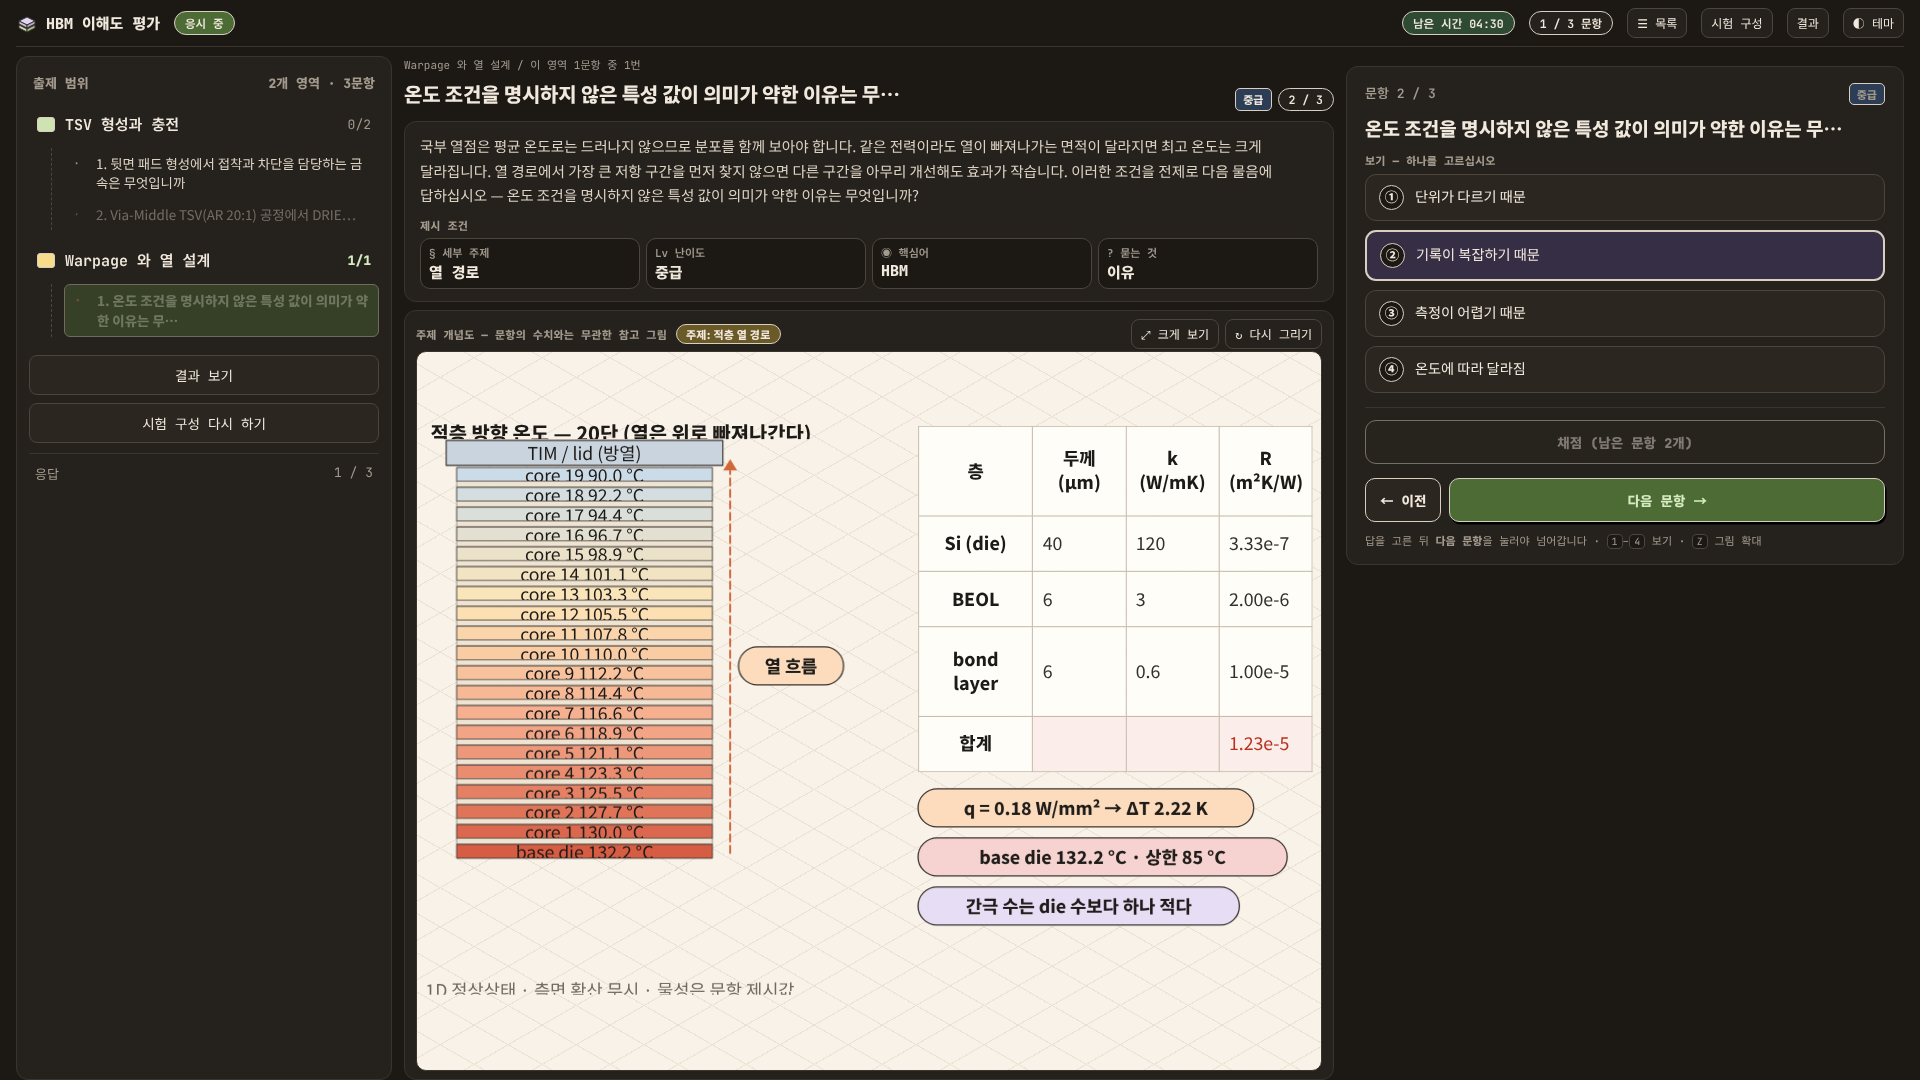 HBM 이해도 평가
응시 중
남은 시간 04:30
1 / 3 문항
☰ 목록
시험 구성
결과
◐ 테마
출제 범위
2개 영역 · 3문항
TSV 형성과 충전
0/2
· 1. 뒷면 패드 형성에서 접착과 차단을 담당하는 금
속은 무엇입니까
· 2. Via-Middle TSV(AR 20:1) 공정에서 DRIE…
Warpage 와 열 설계
1/1
· 1. 온도 조건을 명시하지 않은 특성 값이 의미가 약
한 이유는 무…
결과 보기
시험 구성 다시 하기
응답
1 / 3
Warpage 와 열 설계 / 이 영역 1문항 중 1번
온도 조건을 명시하지 않은 특성 값이 의미가 약한 이유는 무…
중급
2 / 3
국부 열점은 평균 온도로는 드러나지 않으므로 분포를 함께 보아야 합니다. 같은 전력이라도 열이 빠져나가는 면적이 달라지면 최고 온도는 크게
달라집니다. 열 경로에서 가장 큰 저항 구간을 먼저 찾지 않으면 다른 구간을 아무리 개선해도 효과가 작습니다. 이러한 조건을 전제로 다음 물음에
답하십시오 — 온도 조건을 명시하지 않은 특성 값이 의미가 약한 이유는 무엇입니까?
제시 조건
§ 세부 주제
열 경로
Lv 난이도
중급
◉ 핵심어
HBM
? 묻는 것
이유
주제 개념도 — 문항의 수치와는 무관한 참고 그림
주제: 적층 열 경로
⤢ 크게 보기
↻ 다시 그리기
적층 방향 온도 — 20단 (열은 위로 빠져나간다)
TIM / lid (방열)
core 19 90.0 °C
core 18 92.2 °C
core 17 94.4 °C
core 16 96.7 °C
core 15 98.9 °C
core 14 101.1 °C
core 13 103.3 °C
core 12 105.5 °C
core 11 107.8 °C
core 10 110.0 °C
core 9 112.2 °C
core 8 114.4 °C
core 7 116.6 °C
core 6 118.9 °C
core 5 121.1 °C
core 4 123.3 °C
core 3 125.5 °C
core 2 127.7 °C
core 1 130.0 °C
base die 132.2 °C
열 흐름
층 두께 (μm) k (W/mK) R (m²K/W)
Si (die) 40 120 3.33e-7
BEOL 6 3 2.00e-6
bond layer 6 0.6 1.00e-5
합계 1.23e-5
q = 0.18 W/mm² → ΔT 2.22 K
base die 132.2 °C · 상한 85 °C
간극 수는 die 수보다 하나 적다
1D 정상상태 · 측면 확산 무시 · 물성은 문항 제시값
문항 2 / 3
중급
온도 조건을 명시하지 않은 특성 값이 의미가 약한 이유는 무…
보기 — 하나를 고르십시오
① 단위가 다르기 때문
② 기록이 복잡하기 때문
③ 측정이 어렵기 때문
④ 온도에 따라 달라짐
채점 (남은 문항 2개)
← 이전
다음 문항 →
답을 고른 뒤 다음 문항을 눌러야 넘어갑니다 · 1-4 보기 · Z 그림 확대